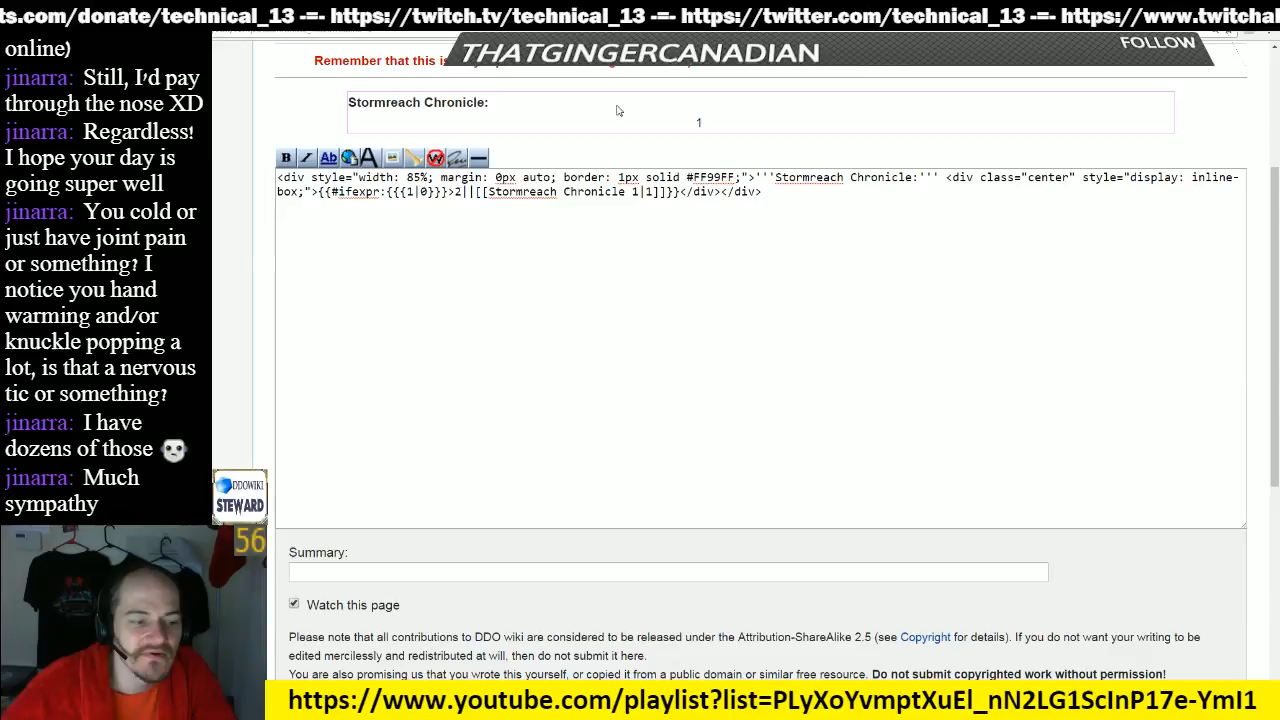 ts.com/donate/technical_13 -=- https://twitch.tv/technical_13 -=- https://twitter.com/technical_13 -=- https://www.twitchal
online)
jinarra: Still, I'd pay
through the nose XD
jinarra: Regardless!
I hope your day is
going super well
jinarra: You cold or
just have joint pain
or something? I
notice you hand
warming and/or
knuckle popping a
lot, is that a nervous
tic or something?
jinarra: I have
dozens of those
jinarra: Much
sympathy
DDOWIKI
STEWARD
56
THATGINGERCANADIAN
FOLLOW
Remember that this is
Stormreach Chronicle:
1
B I Ab A W
<div style="width: 85%; margin: 0px auto; border: 1px solid #FF99FF;">'''Stormreach Chronicle:''' <div class="center" style="display: inline-
box;">{{#ifexpr:{{{1|0}}}>2||[[Stormreach Chronicle 1|1]]}}</div></div>
Summary:
Watch this page
Please note that all contributions to DDO wiki are considered to be released under the Attribution-ShareAlike 2.5 (see Copyright for details). If you do not want your writing to be
edited mercilessly and redistributed at will, then do not submit it here.
You are also promising us that you wrote this yourself, or copied it from a public domain or similar free resource. Do not submit copyrighted work without permission!
https://www.youtube.com/playlist?list=PLyXoYvmptXuEl_nN2LG1ScInP17e-YmI1